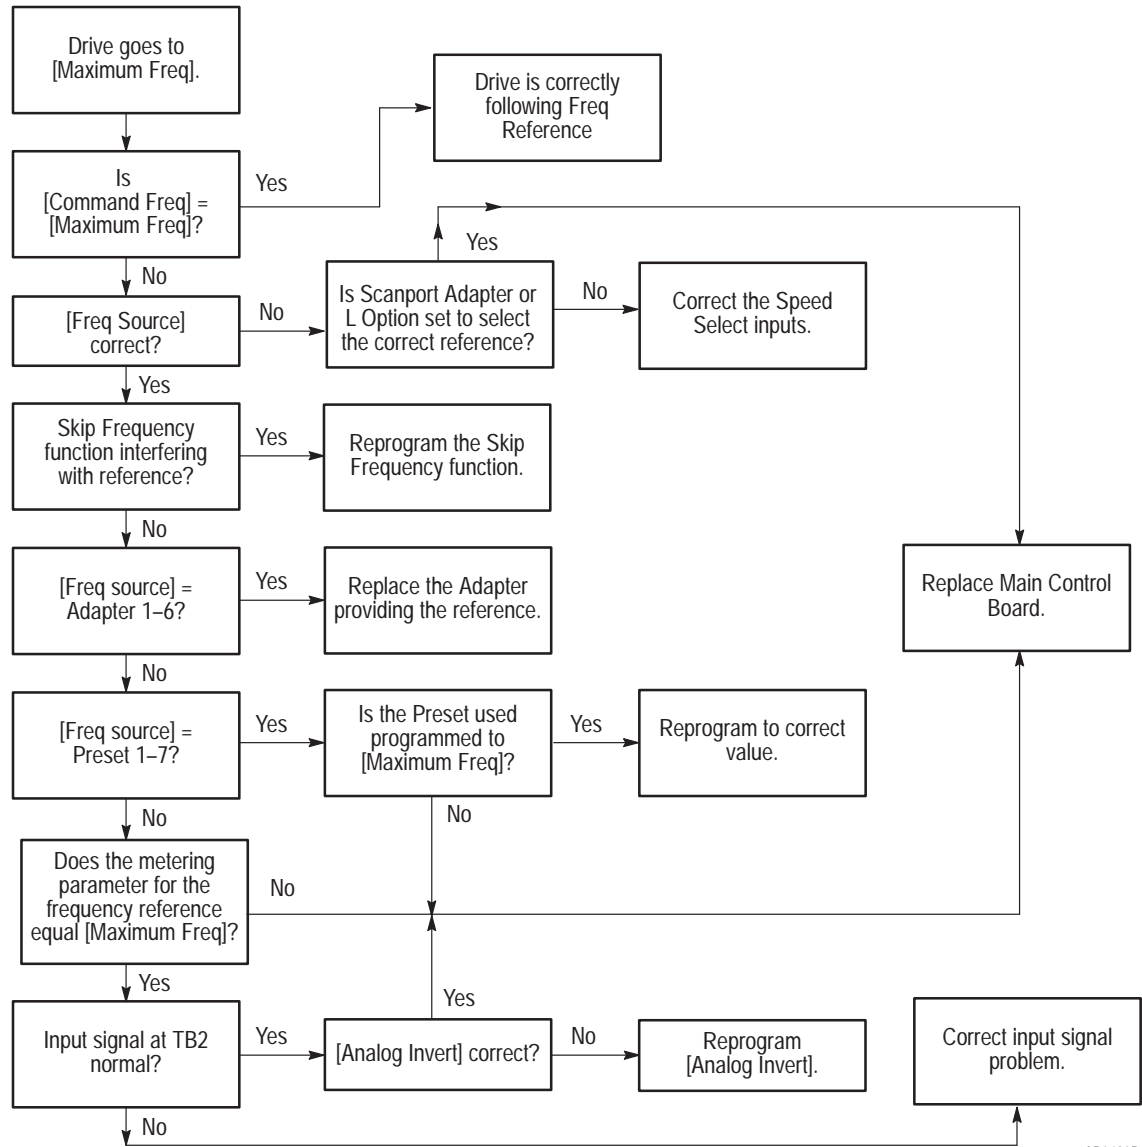 Drive goes to
[Maximum Freq].
Drive is correctly
following Freq
Reference
Is
[Command Freq] =
[Maximum Freq]?
Yes
Yes
No
Is Scanport Adapter or
L Option set to select
the correct reference?
No
Correct the Speed
Select inputs.
[Freq Source]
correct?
No
Yes
Skip Frequency
function interfering
with reference?
Yes
Reprogram the Skip
Frequency function.
No
[Freq source] =
Adapter 1–6?
Yes
Replace the Adapter
providing the reference.
Replace Main Control
Board.
No
[Freq source] =
Preset 1–7?
Yes
Is the Preset used
programmed to
[Maximum Freq]?
Yes
Reprogram to correct
value.
No
No
Does the metering
parameter for the
frequency reference
equal [Maximum Freq]?
No
Yes
Yes
Input signal at TB2
normal?
Yes
[Analog Invert] correct?
No
Reprogram
[Analog Invert].
Correct input signal
problem.
No